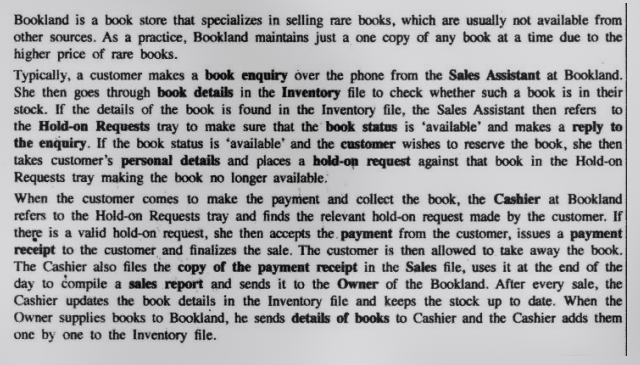 Bookland is a book store that specializes in selling rare books, which are usually not available from
other sources. As a practice, Bookland maintains just a one copy of any book at a time due to the
higher price of rare books.
Typically, a customer makes a book enquiry over the phone from the Sales Assistant at Bookland.
She then goes through book details in the Inventory file to check whether such a book is in their
stock. If the details of the book is found in the Inventory file, the Sales Assistant then refers to
the Hold-on Requests tray to make sure that the book status is 'available' and makes a reply to
the enquiry. If the book status is 'available' and the customer wishes to reserve the book, she then
takes customer's personal details and places a hold-on request against that book in the Hold-on
Requests tray making the book no longer available.
When the customer comes to make the payment and collect the book, the Cashier at Bookland
refers to the Hold-on Requests tray and finds the relevant hold-on request made by the customer. If
there is a valid hold-on request, she then accepts the payment from the customer, issues a payment
receipt to the customer and finalizes the sale. The customer is then allowed to take away the book.
The Cashier also files the copy of the payment receipt in the Sales file, uses it at the end of the
day to compile a sales report and sends it to the Owner of the Bookland. After every sale, the
Cashier updates the book details in the Inventory file and keeps the stock up to date. When the
Owner supplies books to Bookland, he sends details of books to Cashier and the Cashier adds them
one by one to the Inventory file.